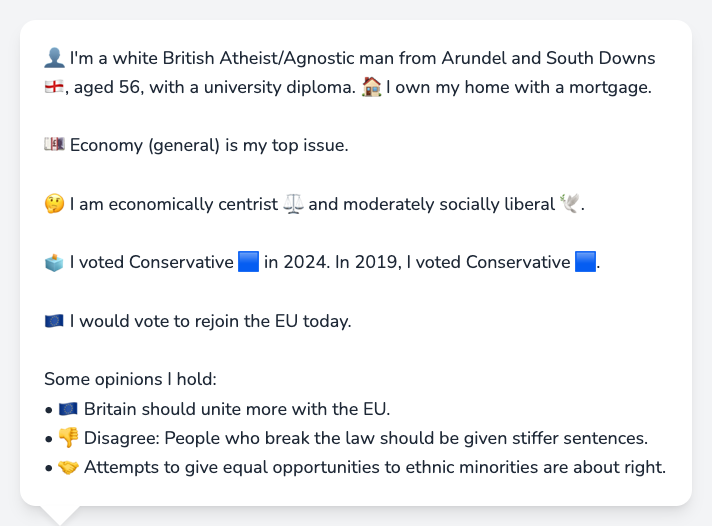 👤 I'm a white British Atheist/Agnostic man from Arundel and South Downs
🏴󠁧󠁢󠁥󠁮󠁧󠁿, aged 56, with a university diploma. 🏠 I own my home with a mortgage.
💷 Economy (general) is my top issue.
🤔 I am economically centrist ⚖️ and moderately socially liberal 🕊️.
🗳️ I voted Conservative 🟦 in 2024. In 2019, I voted Conservative 🟦.
🇪🇺 I would vote to rejoin the EU today.
Some opinions I hold:
• 🇪🇺 Britain should unite more with the EU.
• 👎 Disagree: People who break the law should be given stiffer sentences.
• 🤝 Attempts to give equal opportunities to ethnic minorities are about right.